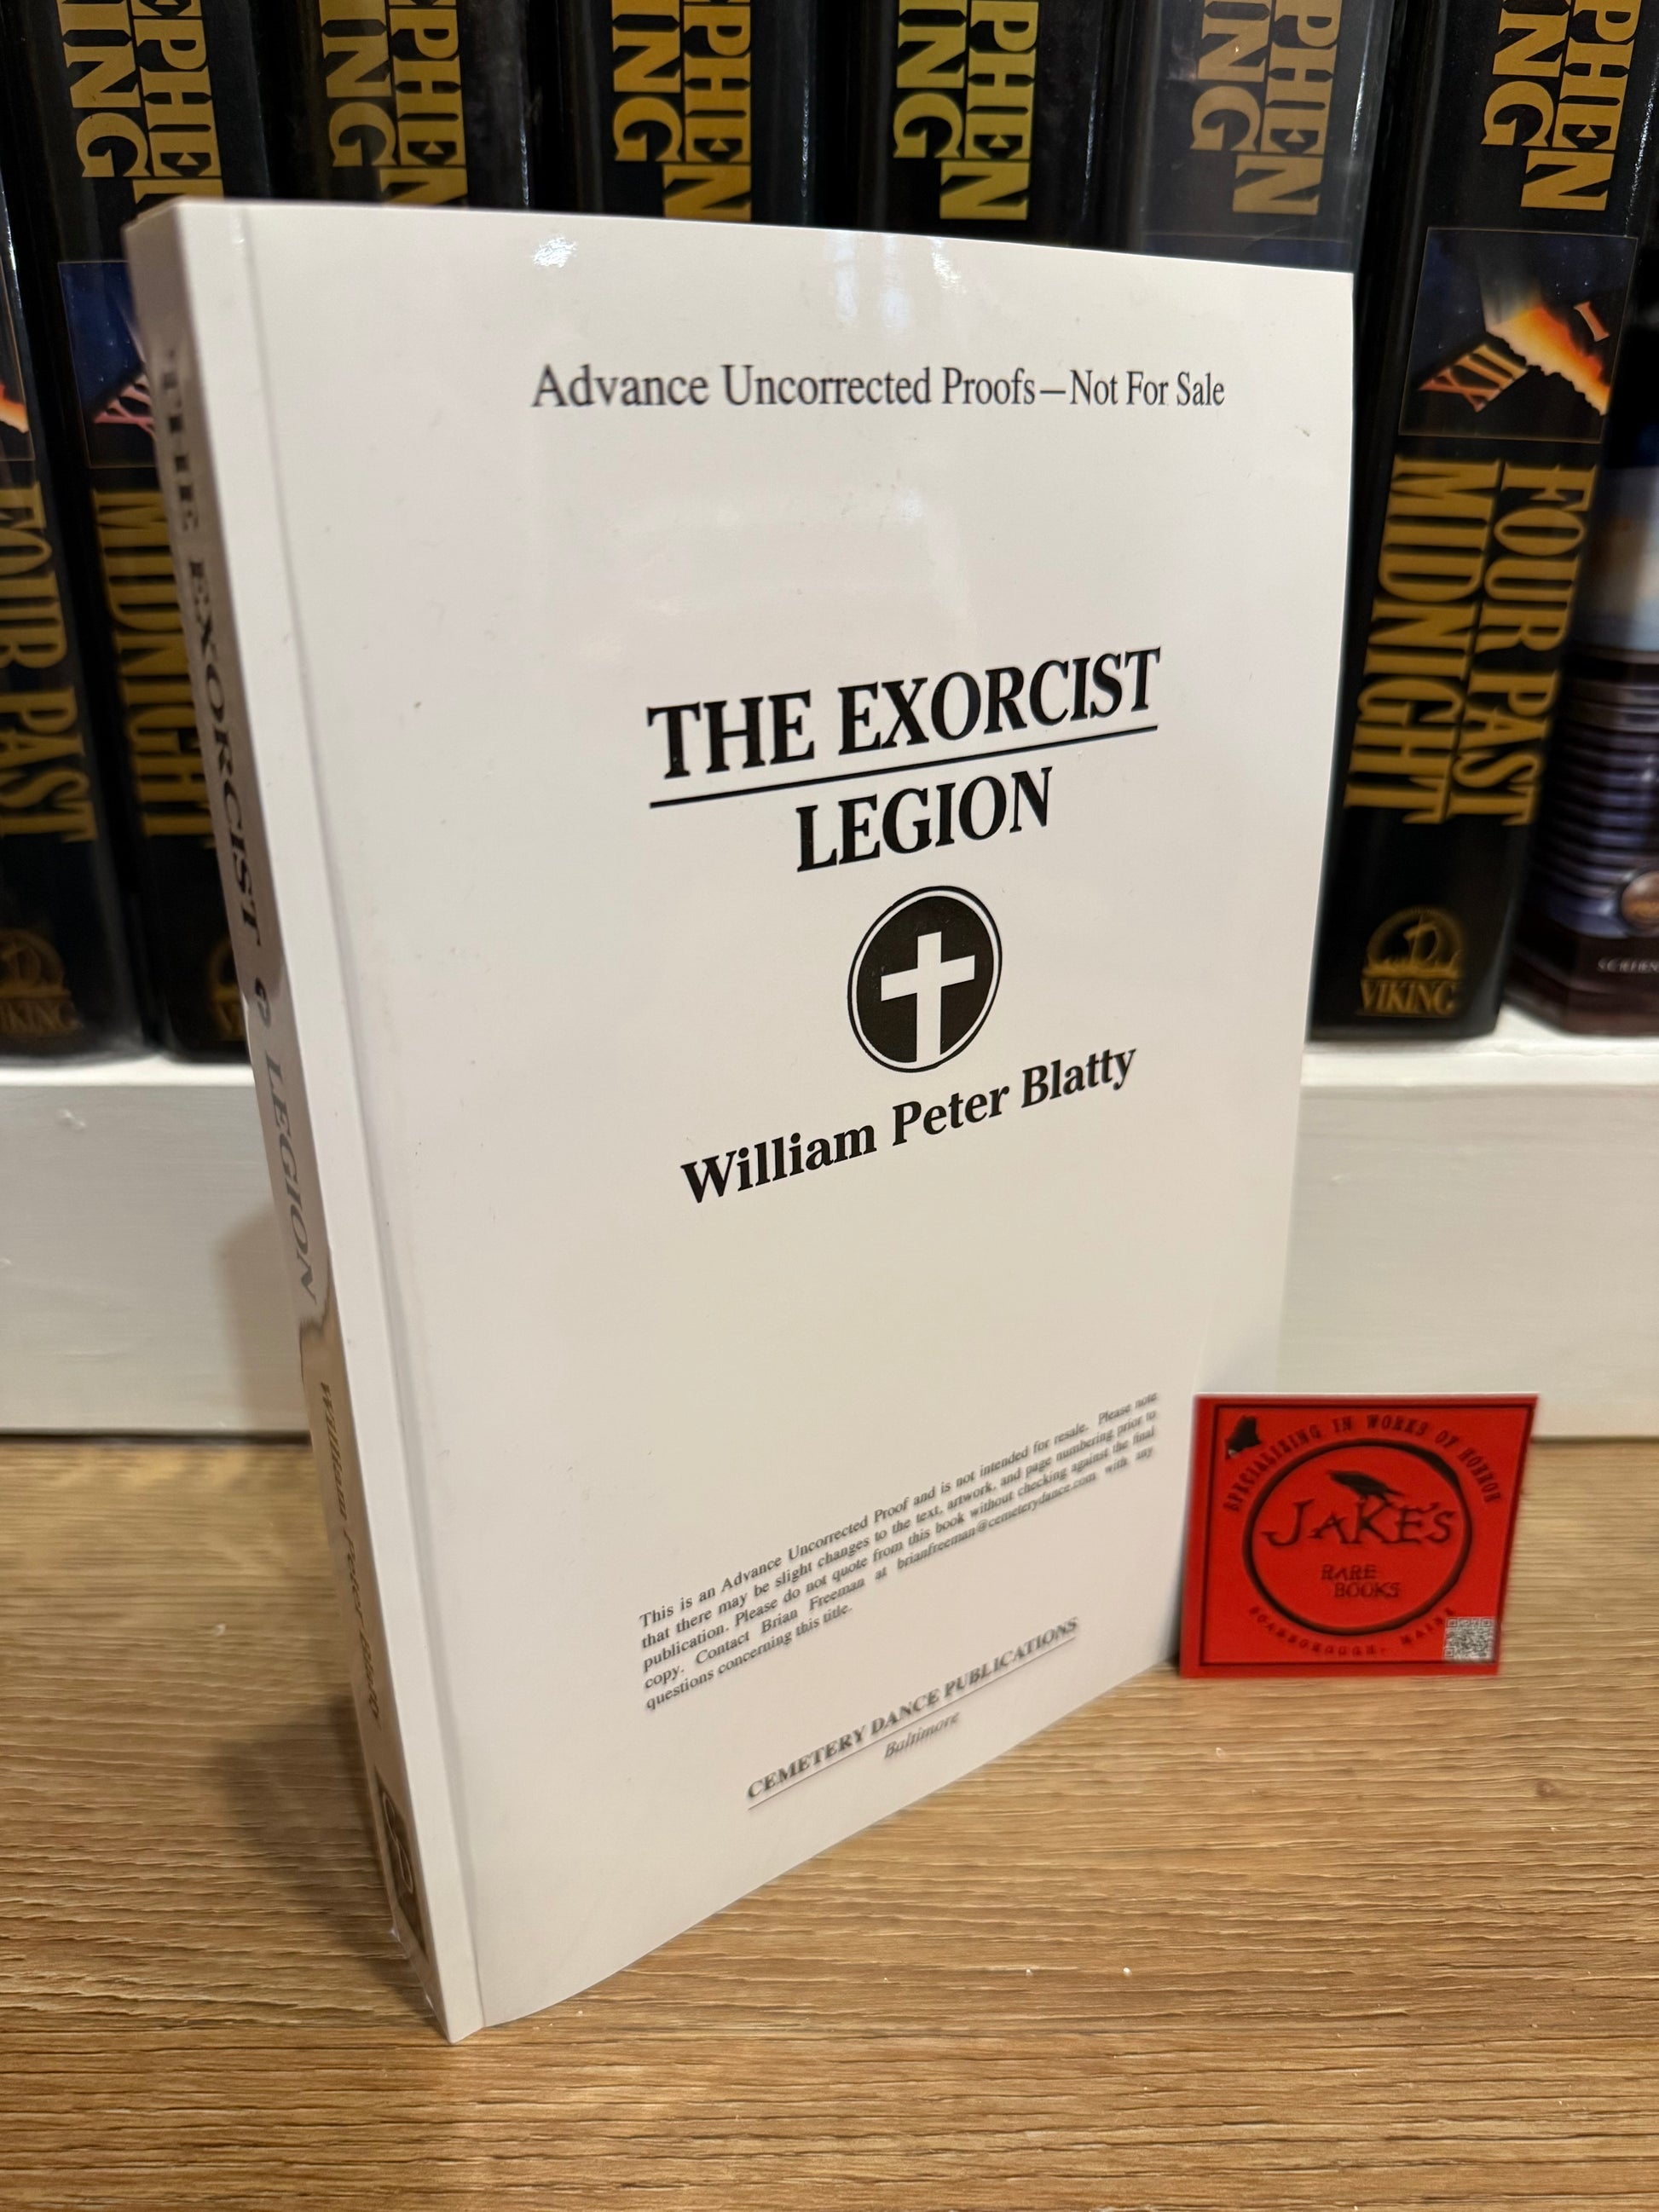 STEPHEN
KING
FOUR PAST
MIDNIGHT
VIKING
Advance Uncorrected Proofs—Not For Sale
THE EXORCIST
LEGION
William Peter Blatty
This is an Advance Uncorrected Proof and is not intended for resale. Please note
that there may be slight changes to the text, artwork, and page numbering prior to
publication. Please do not quote from this book without checking against the final
copy. Contact Brian Freeman at brianfreeman@cemeterydance.com with any
questions concerning this title.
CEMETERY DANCE PUBLICATIONS
Baltimore
THE EXORCIST & LEGION William Peter Blatty
SPECIALIZING IN WORKS OF HORROR
JAKE'S
RARE
BOOKS
SCARBOROUGH, MAINE